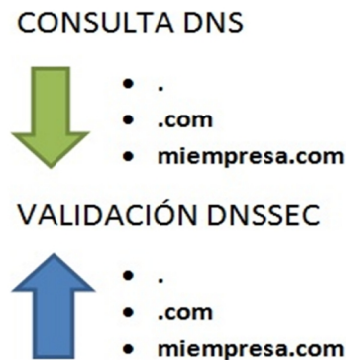 CONSULTA DNS
• .
• .com
• miempresa.com
VALIDACIÓN DNSSEC
• .
• .com
• miempresa.com